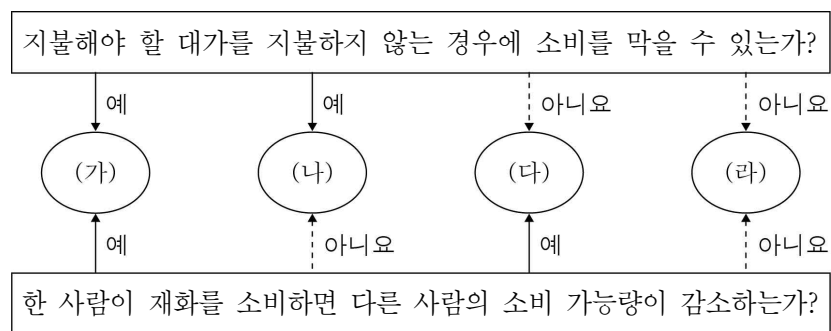 지불해야 할 대가를 지불하지 않는 경우에 소비를 막을 수 있는가?
예 예 아니요 아니요
(가) (나) (다) (라)
예 아니요 예 아니요
한 사람이 재화를 소비하면 다른 사람의 소비 가능량이 감소하는가?